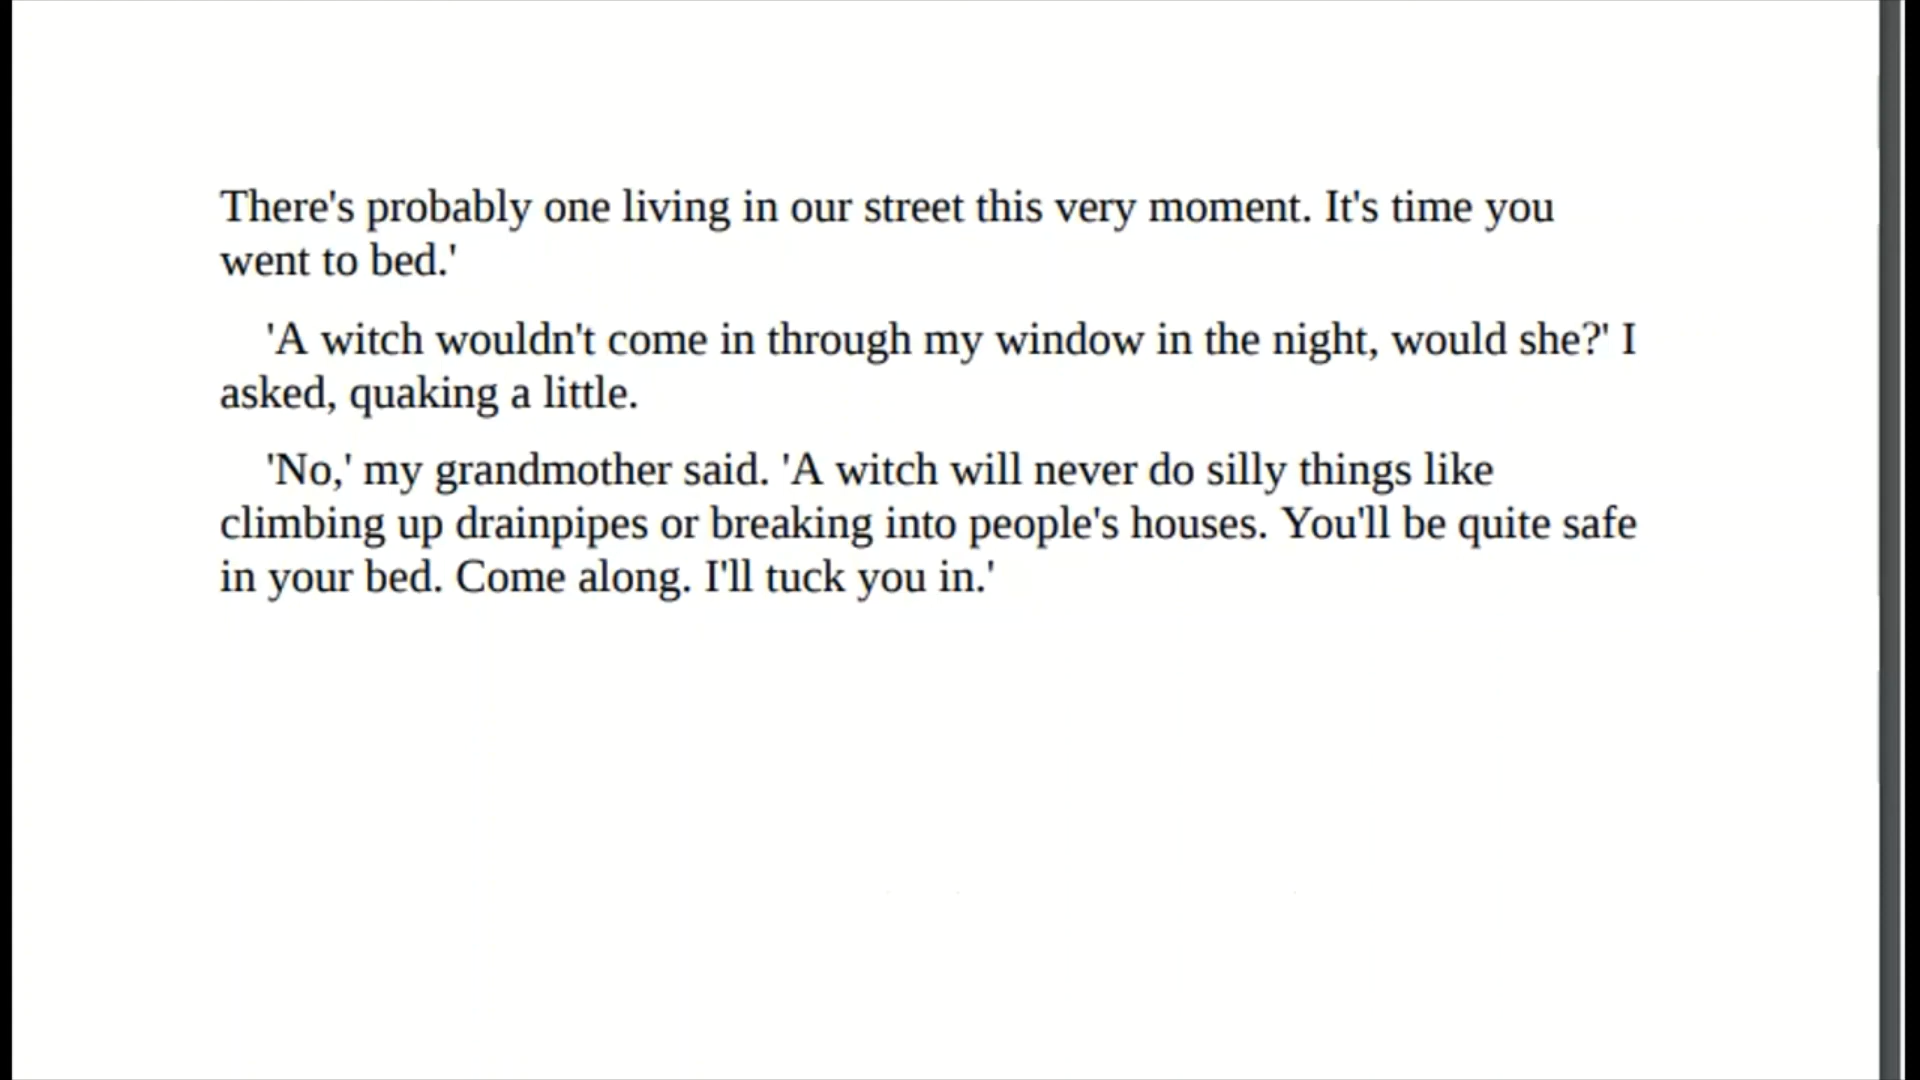 There's probably one living in our street this very moment. It's time you
went to bed.'
'A witch wouldn't come in through my window in the night, would she?' I
asked, quaking a little.
'No,' my grandmother said. 'A witch will never do silly things like
climbing up drainpipes or breaking into people's houses. You'll be quite safe
in your bed. Come along. I'll tuck you in.'